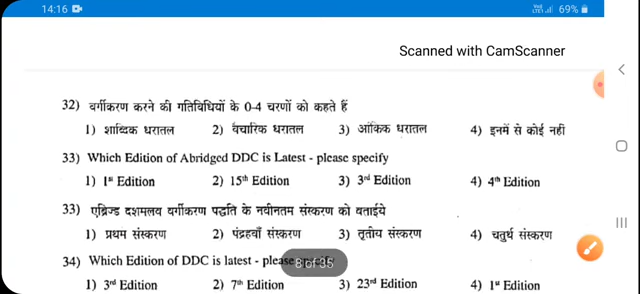 14:16 69%
Scanned with CamScanner
32) बर्गीकरण करने की गतिविधियों के 0-4 चरणों को कहते हैं
1) शाब्दिक धरातल 2) वैचारिक धरातल 3) आंकिक धरातल 4) इनमें से कोई नहीं
33) Which Edition of Abridged DDC is Latest - please specify
1) 1st Edition 2) 15th Edition 3) 3rd Edition 4) 4th Edition
33) एब्रिज्ड दशमलव बर्गीकरण पद्धति के नवीनतम संस्करण को बताईये
1) प्रथम संस्करण 2) पंद्रहवाँ संस्करण 3) तृतीय संस्करण 4) चतुर्थ संस्करण
34) Which Edition of DDC is latest - please
8 of 35
1) 3rd Edition 2) 7th Edition 3) 23rd Edition 4) 1st Edition